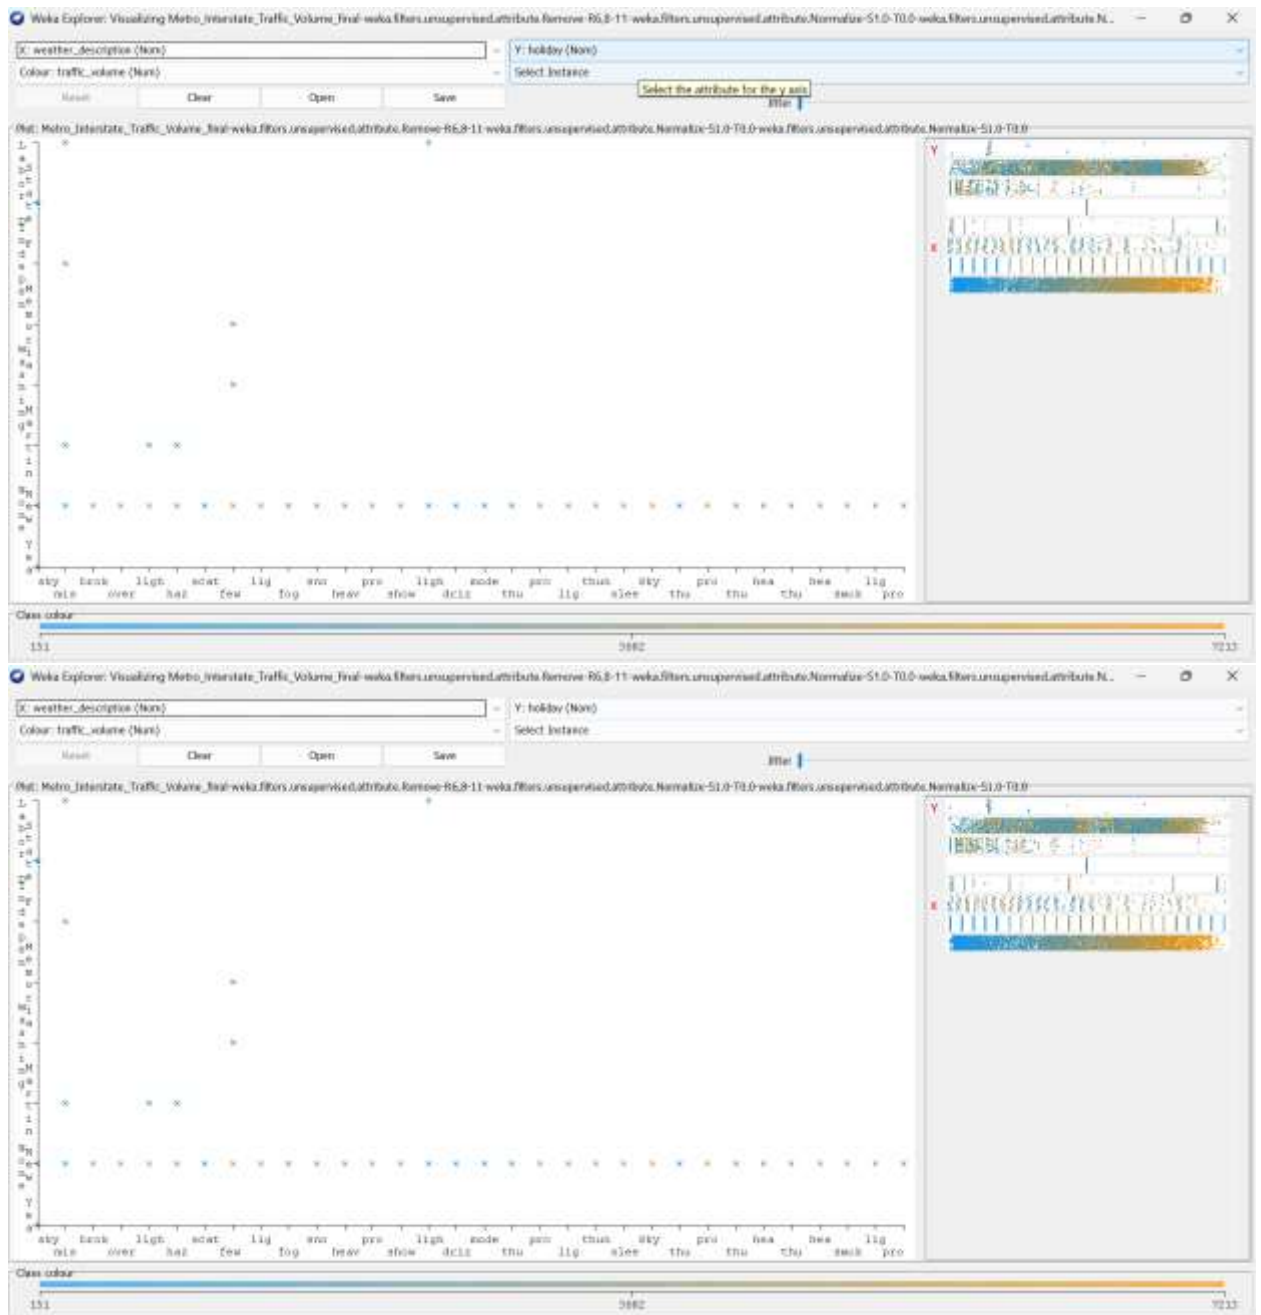 Weka Explorer: Visualizing Metro_Interstate_Traffic_Volume_final-weka.filters.unsupervised.attribute.Remove-R6,8-11-weka.filters.unsupervised.attribute.Normalize-S1.0-T0.0-weka.filters.unsupervised.attribute.N...
X: weather_description (Nom)
Y: holiday (Nom)
Colour: traffic_volume (Num)
Select Instance
Reset
Clear
Open
Save
Select the attribute for the y axis
Jitter
Plot: Metro_Interstate_Traffic_Volume_final-weka.filters.unsupervised.attribute.Remove-R6,8-11-weka.filters.unsupervised.attribute.Normalize-S1.0-T0.0-weka.filters.unsupervised.attribute.Normalize-S1.0-T0.0
Y
X
sky brok ligh scat lig sno pro ligh mode pro thun sky pro hea hea lig
mis over haz few fog heav show driz thu lig slee thu thu thu smok pro
Class colour
151 3682 7213
Weka Explorer: Visualizing Metro_Interstate_Traffic_Volume_final-weka.filters.unsupervised.attribute.Remove-R6,8-11-weka.filters.unsupervised.attribute.Normalize-S1.0-T0.0-weka.filters.unsupervised.attribute.N...
X: weather_description (Nom)
Y: holiday (Nom)
Colour: traffic_volume (Num)
Select Instance
Reset
Clear
Open
Save
Jitter
Plot: Metro_Interstate_Traffic_Volume_final-weka.filters.unsupervised.attribute.Remove-R6,8-11-weka.filters.unsupervised.attribute.Normalize-S1.0-T0.0-weka.filters.unsupervised.attribute.Normalize-S1.0-T0.0
Y
X
sky brok ligh scat lig sno pro ligh mode pro thun sky pro hea hea lig
mis over haz few fog heav show driz thu lig slee thu thu thu smok pro
Class colour
151 3682 7213